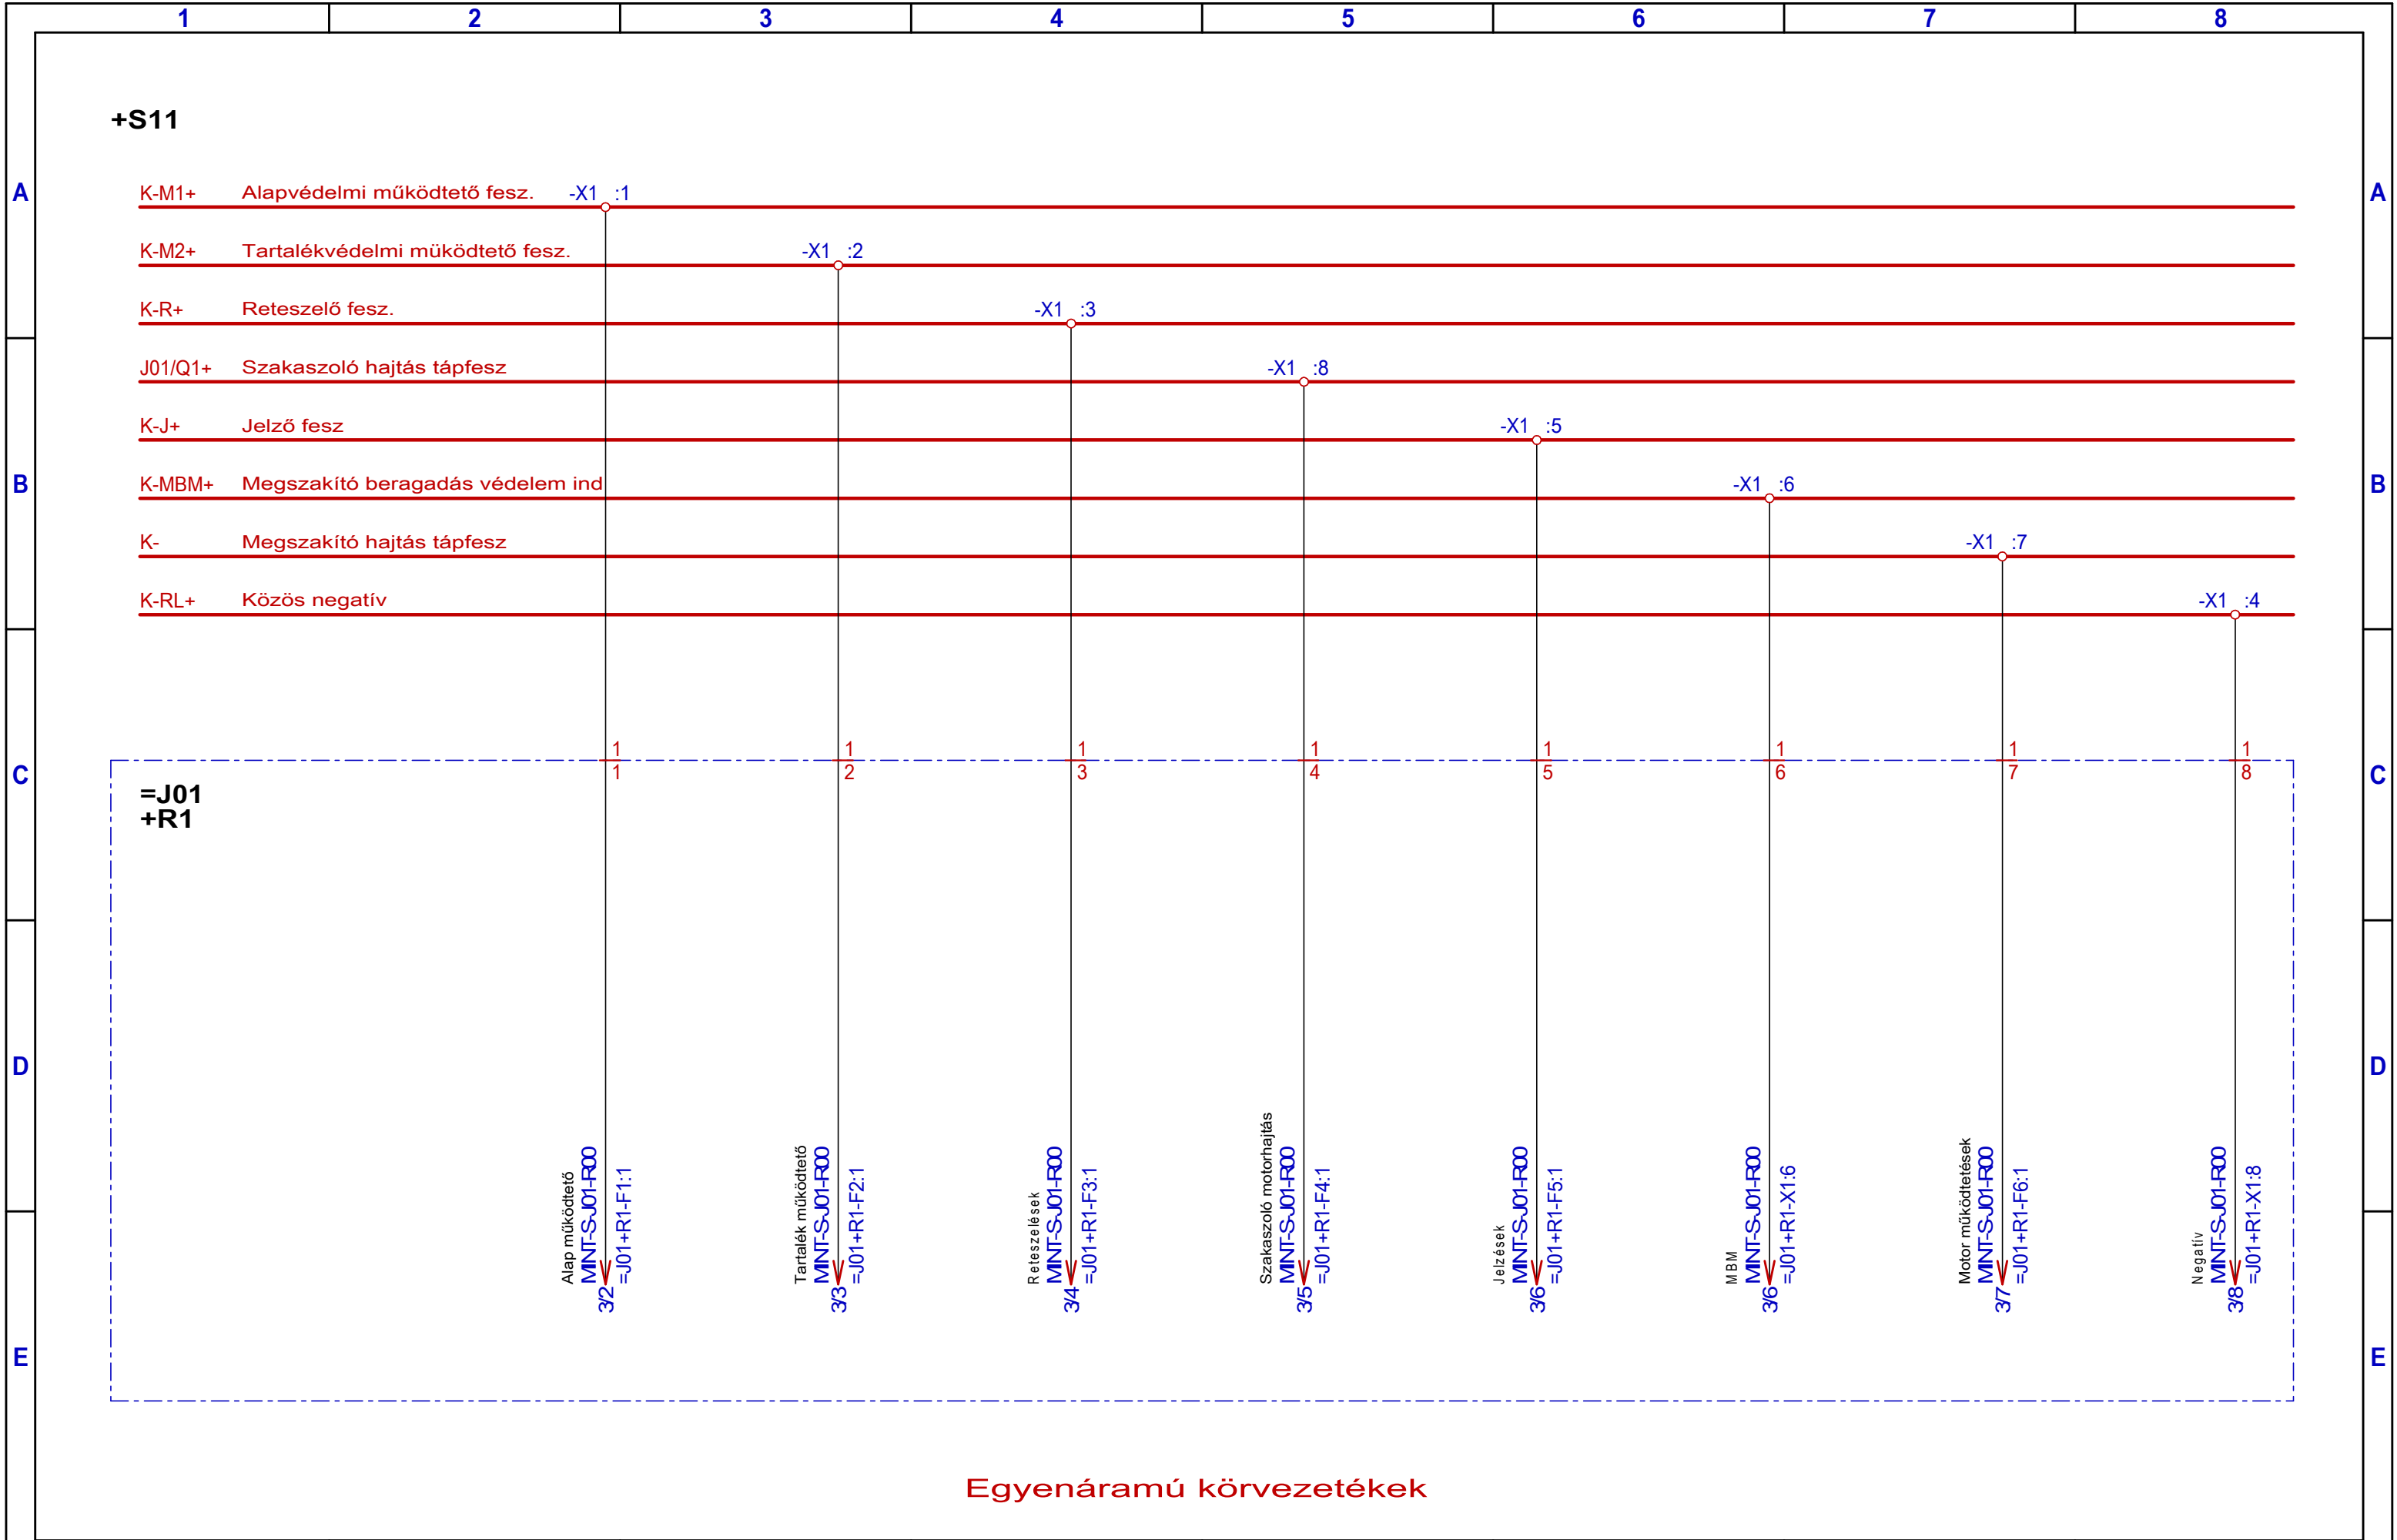 1 2 3 4 5 6 7 8
+S11
A A
K-M1+ Alapvédelmi működtető fesz. -X1 :1
K-M2+ Tartalékvédelmi müködtető fesz. -X1 :2
K-R+ Reteszelő fesz. -X1 :3
J01/Q1+ Szakaszoló hajtás tápfesz -X1 :8
K-J+ Jelző fesz -X1 :5
B B
K-MBM+ Megszakító beragadás védelem ind -X1 :6
K- Megszakító hajtás tápfesz -X1 :7
K-RL+ Közös negatív -X1 :4
1 1 1 1 1 1 1 1
1 2 3 4 5 6 7 8
C C
=J01
+R1
D D
Alap működtető
MINT-S-J01-R00
=J01+R1-F1:1
3/2
Tartalék működtető
MINT-S-J01-R00
=J01+R1-F2:1
3/3
Reteszelések
MINT-S-J01-R00
=J01+R1-F3:1
3/4
Szakaszoló motorhajtás
MINT-S-J01-R00
=J01+R1-F4:1
3/5
Jelzések
MINT-S-J01-R00
=J01+R1-F5:1
3/6
MBM
MINT-S-J01-R00
=J01+R1-X1:6
3/6
Motor működtetések
MINT-S-J01-R00
=J01+R1-F6:1
3/7
Negatív
MINT-S-J01-R00
=J01+R1-X1:8
3/8
E E
Egyenáramú körvezetékek